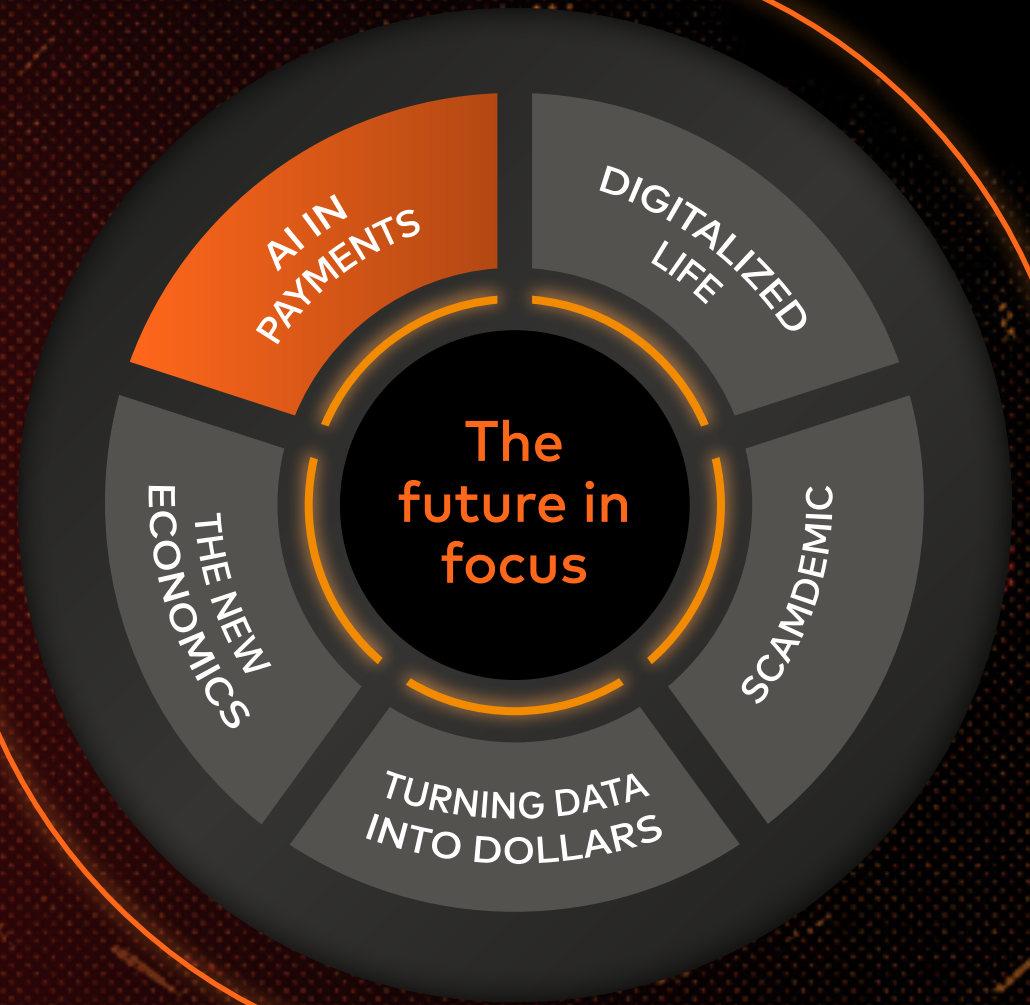 AI IN
PAYMENTS
DIGITALIZED
LIFE
The
future in
focus
THE NEW
ECONOMICS
SCAMDEMIC
TURNING DATA
INTO DOLLARS